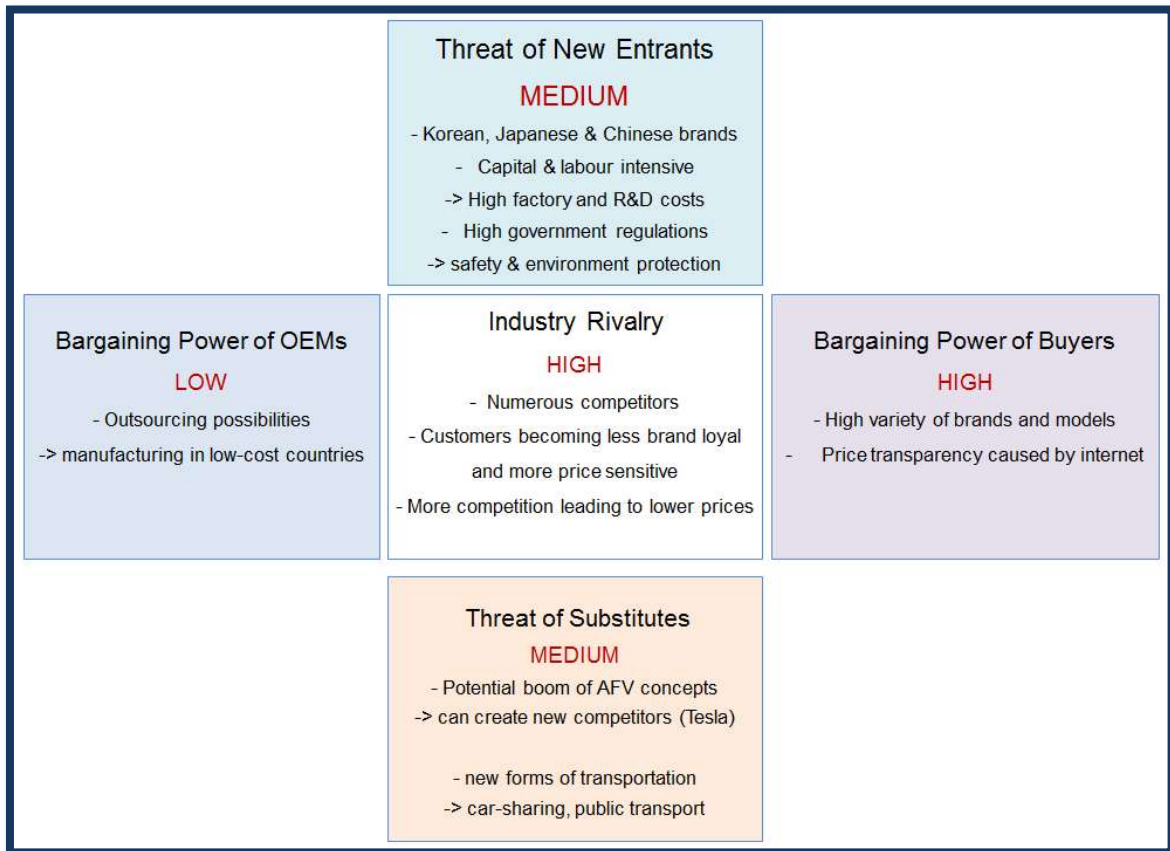 Threat of New Entrants
MEDIUM
- Korean, Japanese & Chinese brands
- Capital & labour intensive
-> High factory and R&D costs
- High government regulations
-> safety & environment protection
Bargaining Power of OEMs
LOW
- Outsourcing possibilities
-> manufacturing in low-cost countries
Industry Rivalry
HIGH
- Numerous competitors
- Customers becoming less brand loyal
and more price sensitive
- More competition leading to lower prices
Bargaining Power of Buyers
HIGH
- High variety of brands and models
- Price transparency caused by internet
Threat of Substitutes
MEDIUM
- Potential boom of AFV concepts
-> can create new competitors (Tesla)
- new forms of transportation
-> car-sharing, public transport